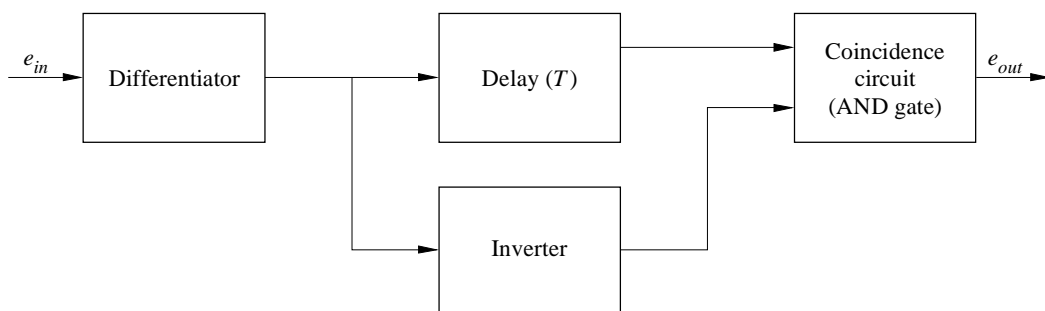 e_in
Differentiator
Delay (T)
Coincidence
circuit
(AND gate)
e_out
Inverter